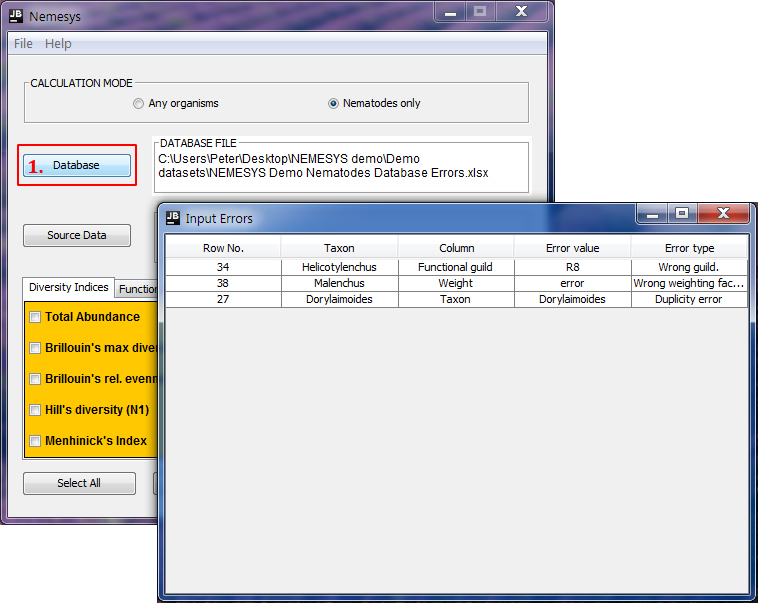 JB Nemesys
File Help
CALCULATION MODE
Any organisms Nematodes only
1. Database
DATABASE FILE
C:\Users\Peter\Desktop\NEMESYS demo\Demo
datasets\NEMESYS Demo Nematodes Database Errors.xlsx
Source Data
JB Input Errors
Row No. Taxon Column Error value Error type
34 Helicotylenchus Functional guild R8 Wrong guild.
38 Malenchus Weight error Wrong weighting fac...
27 Dorylaimoides Taxon Dorylaimoides Duplicity error
Diversity Indices Function
Total Abundance
Brillouin's max diver
Brillouin's rel. evenn
Hill's diversity (N1)
Menhinick's Index
Select All